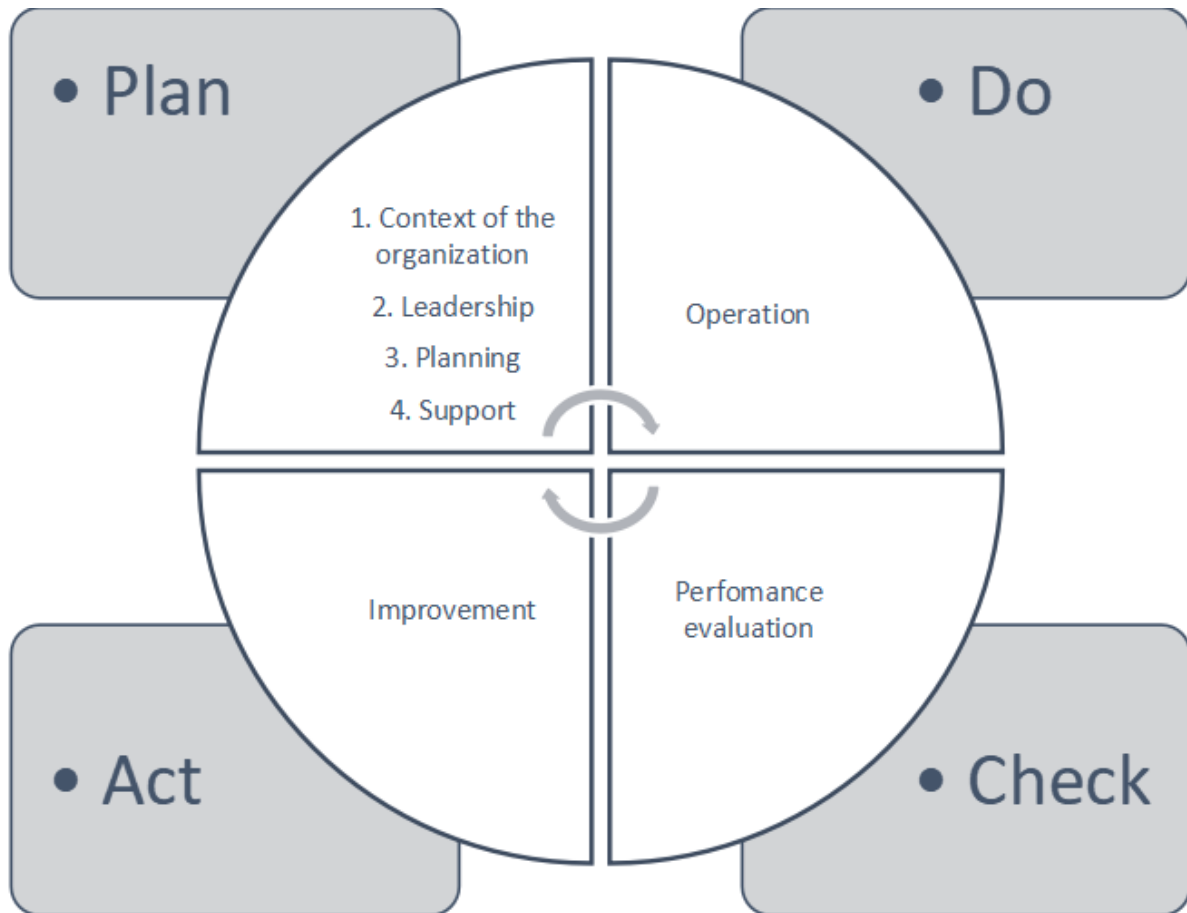 • Plan
• Do
1. Context of the
organization
2. Leadership
3. Planning
4. Support
Operation
Improvement
Perfomance
evaluation
• Act
• Check